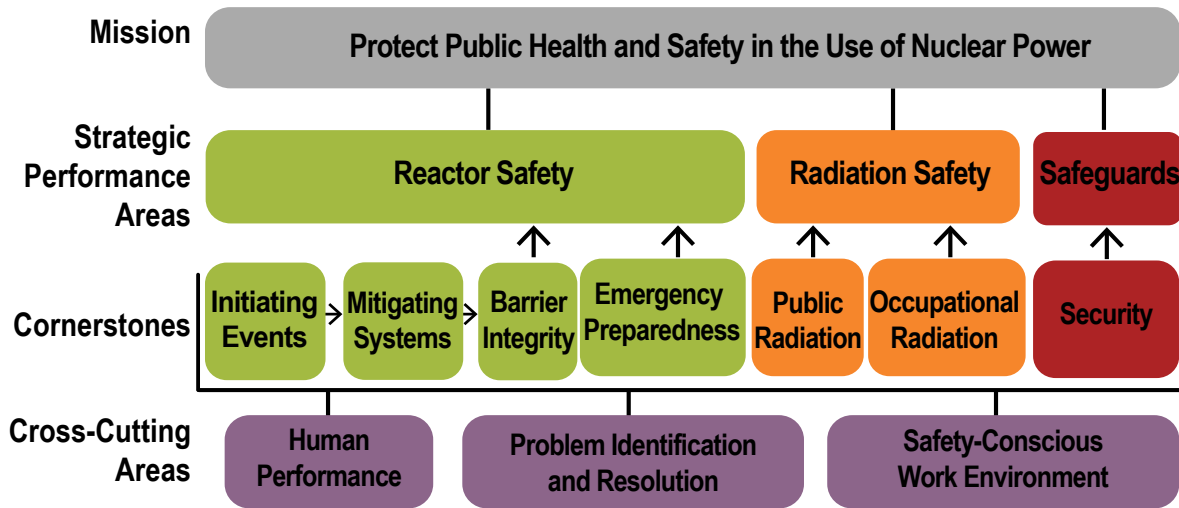 Mission
Protect Public Health and Safety in the Use of Nuclear Power
Strategic
Performance
Areas
Reactor Safety
Radiation Safety
Safeguards
Cornerstones
Initiating
Events
Mitigating
Systems
Barrier
Integrity
Emergency
Preparedness
Public
Radiation
Occupational
Radiation
Security
Cross-Cutting
Areas
Human
Performance
Problem Identification
and Resolution
Safety-Conscious
Work Environment